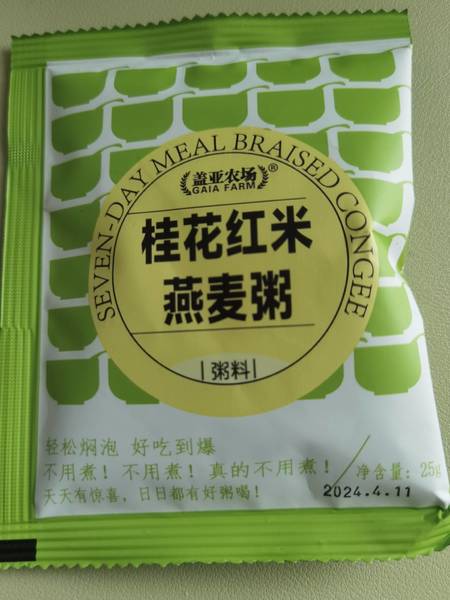 SEVEN-DAY MEAL BRAISED CONGEE
盖亚农场®
GAIA FARM
桂花红米
燕麦粥
粥料
轻松焖泡 好吃到爆
不用煮！不用煮！真的不用煮！
净含量：25g
天天有惊喜，日日都有好粥喝！
2024.4.11